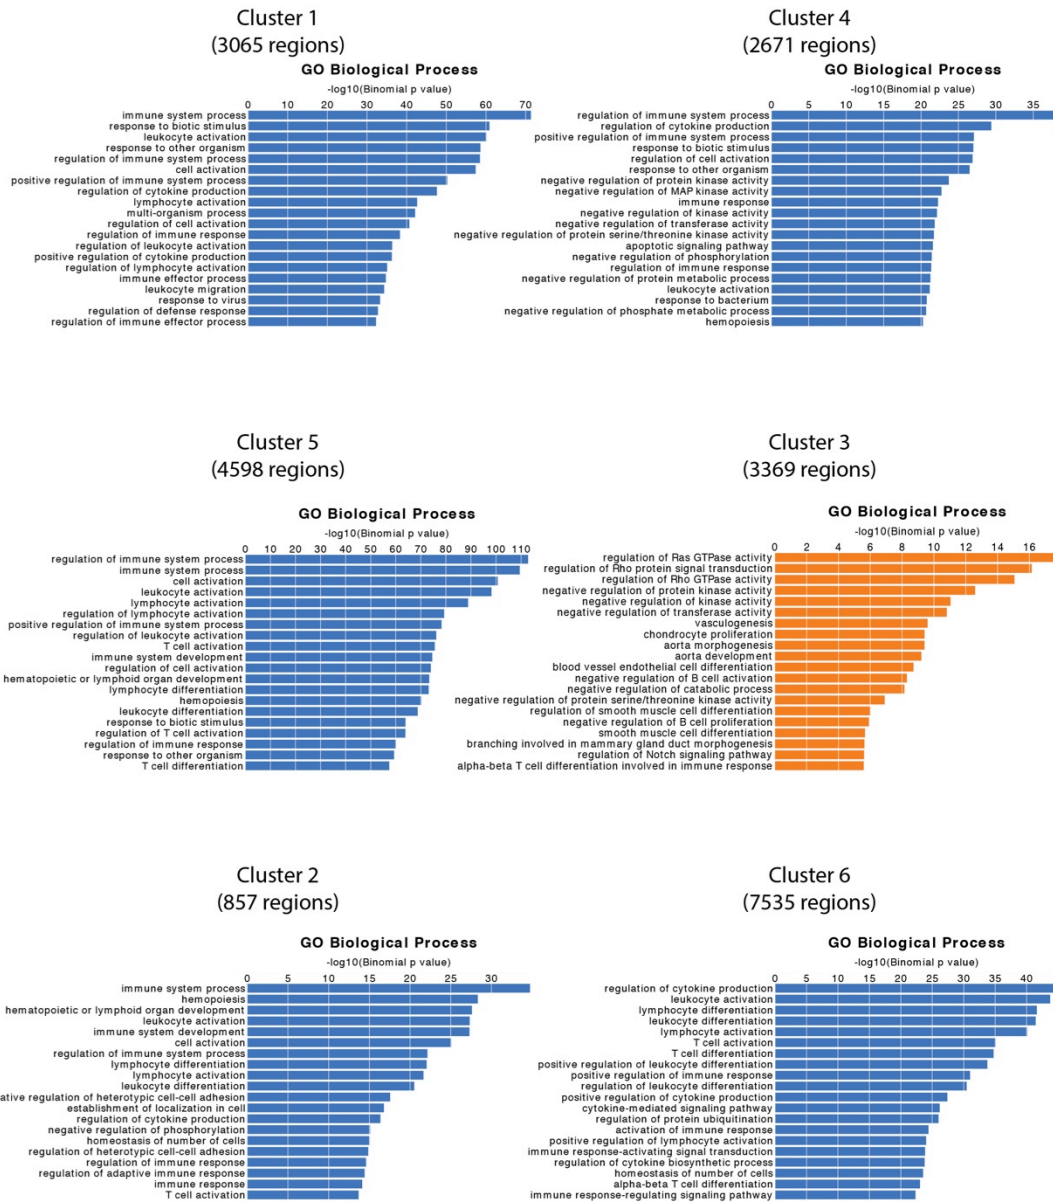 Cluster 1
(3065 regions)
GO Biological Process
-log10(Binomial p value)
0 10 20 30 40 50 60 70
immune system process
response to biotic stimulus
leukocyte activation
response to other organism
regulation of immune system process
cell activation
positive regulation of immune system process
regulation of cytokine production
lymphocyte activation
multi-organism process
regulation of cell activation
regulation of immune response
regulation of leukocyte activation
positive regulation of cytokine production
regulation of lymphocyte activation
immune effector process
leukocyte migration
response to virus
regulation of defense response
regulation of immune effector process
Cluster 4
(2671 regions)
GO Biological Process
-log10(Binomial p value)
0 5 10 15 20 25 30 35
regulation of immune system process
regulation of cytokine production
positive regulation of immune system process
response to biotic stimulus
regulation of cell activation
response to other organism
negative regulation of protein kinase activity
negative regulation of MAP kinase activity
immune response
negative regulation of kinase activity
negative regulation of transferase activity
negative regulation of protein serine/threonine kinase activity
apoptotic signaling pathway
negative regulation of phosphorylation
regulation of immune response
negative regulation of protein metabolic process
leukocyte activation
response to bacterium
negative regulation of phosphate metabolic process
hemopoiesis
Cluster 5
(4598 regions)
GO Biological Process
-log10(Binomial p value)
0 10 20 30 40 50 60 70 80 90 100 110
regulation of immune system process
immune system process
cell activation
leukocyte activation
lymphocyte activation
regulation of lymphocyte activation
positive regulation of immune system process
regulation of leukocyte activation
T cell activation
immune system development
regulation of cell activation
hematopoietic or lymphoid organ development
lymphocyte differentiation
hemopoiesis
leukocyte differentiation
response to biotic stimulus
regulation of T cell activation
regulation of immune response
response to other organism
T cell differentiation
Cluster 3
(3369 regions)
GO Biological Process
-log10(Binomial p value)
0 2 4 6 8 10 12 14 16
regulation of Ras GTPase activity
regulation of Rho protein signal transduction
regulation of Rho GTPase activity
negative regulation of protein kinase activity
negative regulation of kinase activity
negative regulation of transferase activity
vasculogenesis
chondrocyte proliferation
aorta morphogenesis
aorta development
blood vessel endothelial cell differentiation
negative regulation of B cell activation
negative regulation of catabolic process
negative regulation of protein serine/threonine kinase activity
regulation of smooth muscle cell differentiation
negative regulation of B cell proliferation
smooth muscle cell differentiation
branching involved in mammary gland duct morphogenesis
regulation of Notch signaling pathway
alpha-beta T cell differentiation involved in immune response
Cluster 2
(857 regions)
GO Biological Process
-log10(Binomial p value)
0 5 10 15 20 25 30
immune system process
hemopoiesis
hematopoietic or lymphoid organ development
leukocyte activation
immune system development
cell activation
regulation of immune system process
lymphocyte differentiation
lymphocyte activation
leukocyte differentiation
ative regulation of heterotypic cell-cell adhesion
establishment of localization in cell
regulation of cytokine production
negative regulation of phosphorylation
homeostasis of number of cells
regulation of heterotypic cell-cell adhesion
regulation of immune response
regulation of adaptive immune response
immune response
T cell activation
Cluster 6
(7535 regions)
GO Biological Process
-log10(Binomial p value)
0 5 10 15 20 25 30 35 40
regulation of cytokine production
leukocyte activation
lymphocyte differentiation
leukocyte differentiation
lymphocyte activation
T cell activation
T cell differentiation
positive regulation of leukocyte differentiation
positive regulation of immune response
regulation of leukocyte differentiation
positive regulation of cytokine production
cytokine-mediated signaling pathway
regulation of protein ubiquitination
activation of immune response
positive regulation of lymphocyte activation
immune response-activating signal transduction
regulation of cytokine biosynthetic process
homeostasis of number of cells
alpha-beta T cell differentiation
immune response-regulating signaling pathway